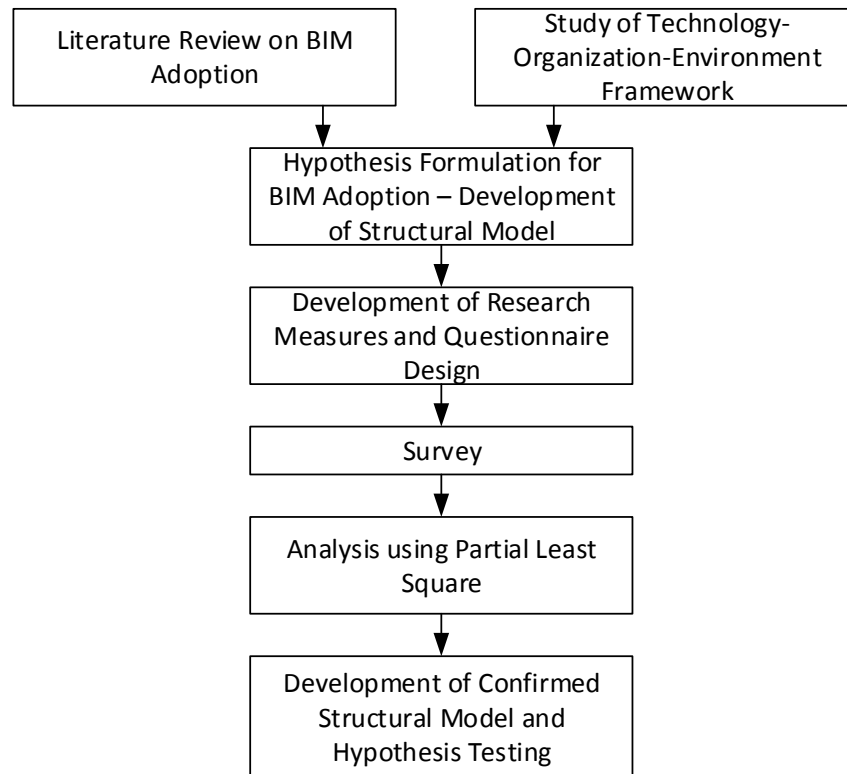 Literature Review on BIM
Adoption
Study of Technology-
Organization-Environment
Framework
Hypothesis Formulation for
BIM Adoption – Development
of Structural Model
Development of Research
Measures and Questionnaire
Design
Survey
Analysis using Partial Least
Square
Development of Confirmed
Structural Model and
Hypothesis Testing